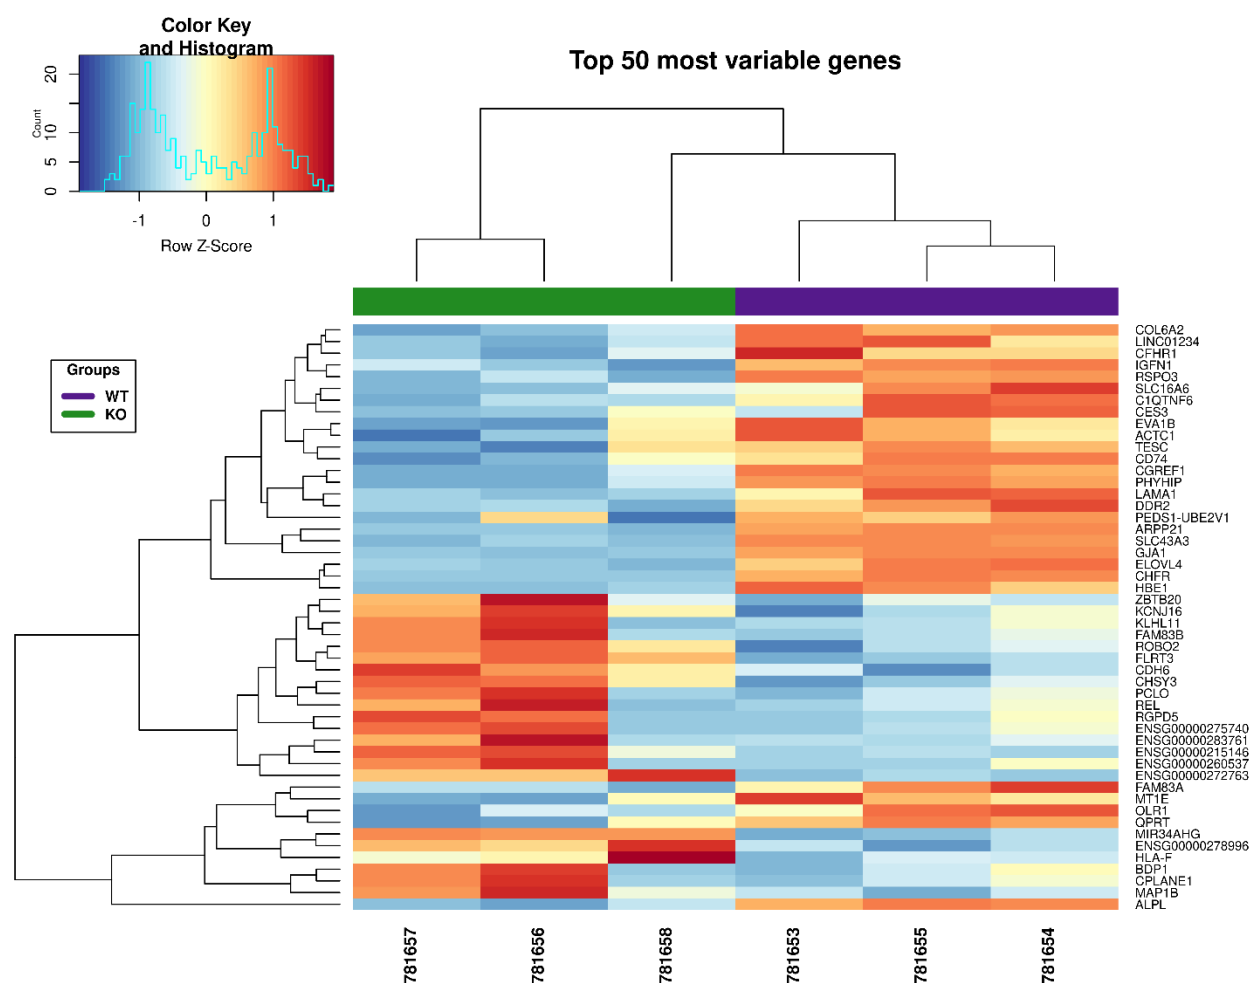 Color Key
and Histogram
Count
0
5
10
20
-1
0
1
Row Z-Score
Top 50 most variable genes
Groups
WT
KO
COL6A2
LINC01234
CFHR1
IGFN1
RSPO3
SLC16A6
C1QTNF6
CES3
EVA1B
ACTC1
TESC
CD74
CGREF1
PHYHIP
LAMA1
DDR2
PEDS1-UBE2V1
ARPP21
SLC43A3
GJA1
ELOVL4
CHFR
HBE1
ZBTB20
KCNJ16
KLHL11
FAM83B
ROBO2
FLRT3
CDH6
CHSY3
PCLO
REL
RGPD5
ENSG00000275740
ENSG00000283761
ENSG00000215146
ENSG00000260537
ENSG00000272763
FAM83A
MT1E
OLR1
QPRT
MIR34AHG
ENSG00000278996
HLA-F
BDP1
CPLANE1
MAP1B
ALPL
781657
781656
781658
781653
781655
781654